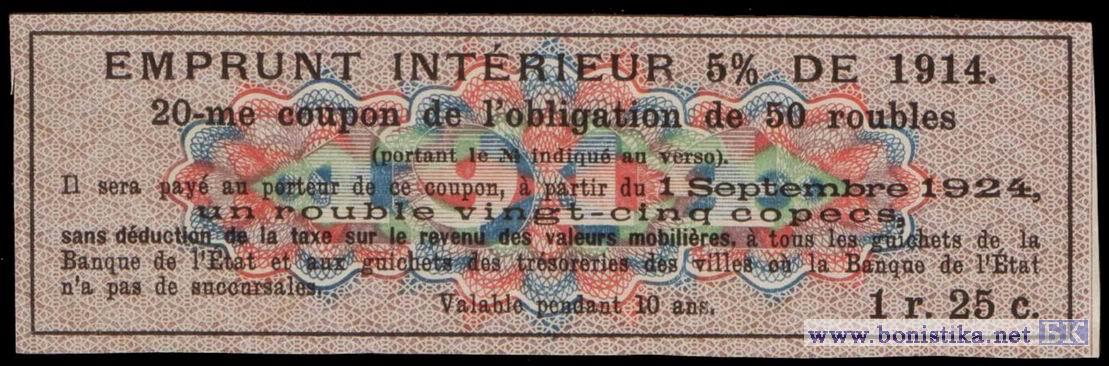 EMPRUNT INTÉRIEUR 5% DE 1914.
20-me coupon de l'obligation de 50 roubles
(portant le № indiqué au verso).
Il sera payé au porteur de ce coupon, à partir du 1 Septembre 1924,
un rouble vingt-cinq copecs,
sans déduction de la taxe sur le revenu des valeurs mobilières, à tous les guichets de la
Banque de l'État et aux guichets des trésoreries des villes où la Banque de l'État
n'a pas de succursales.
Valable pendant 10 ans.
1 r. 25 c.
www.bonistika.net БК